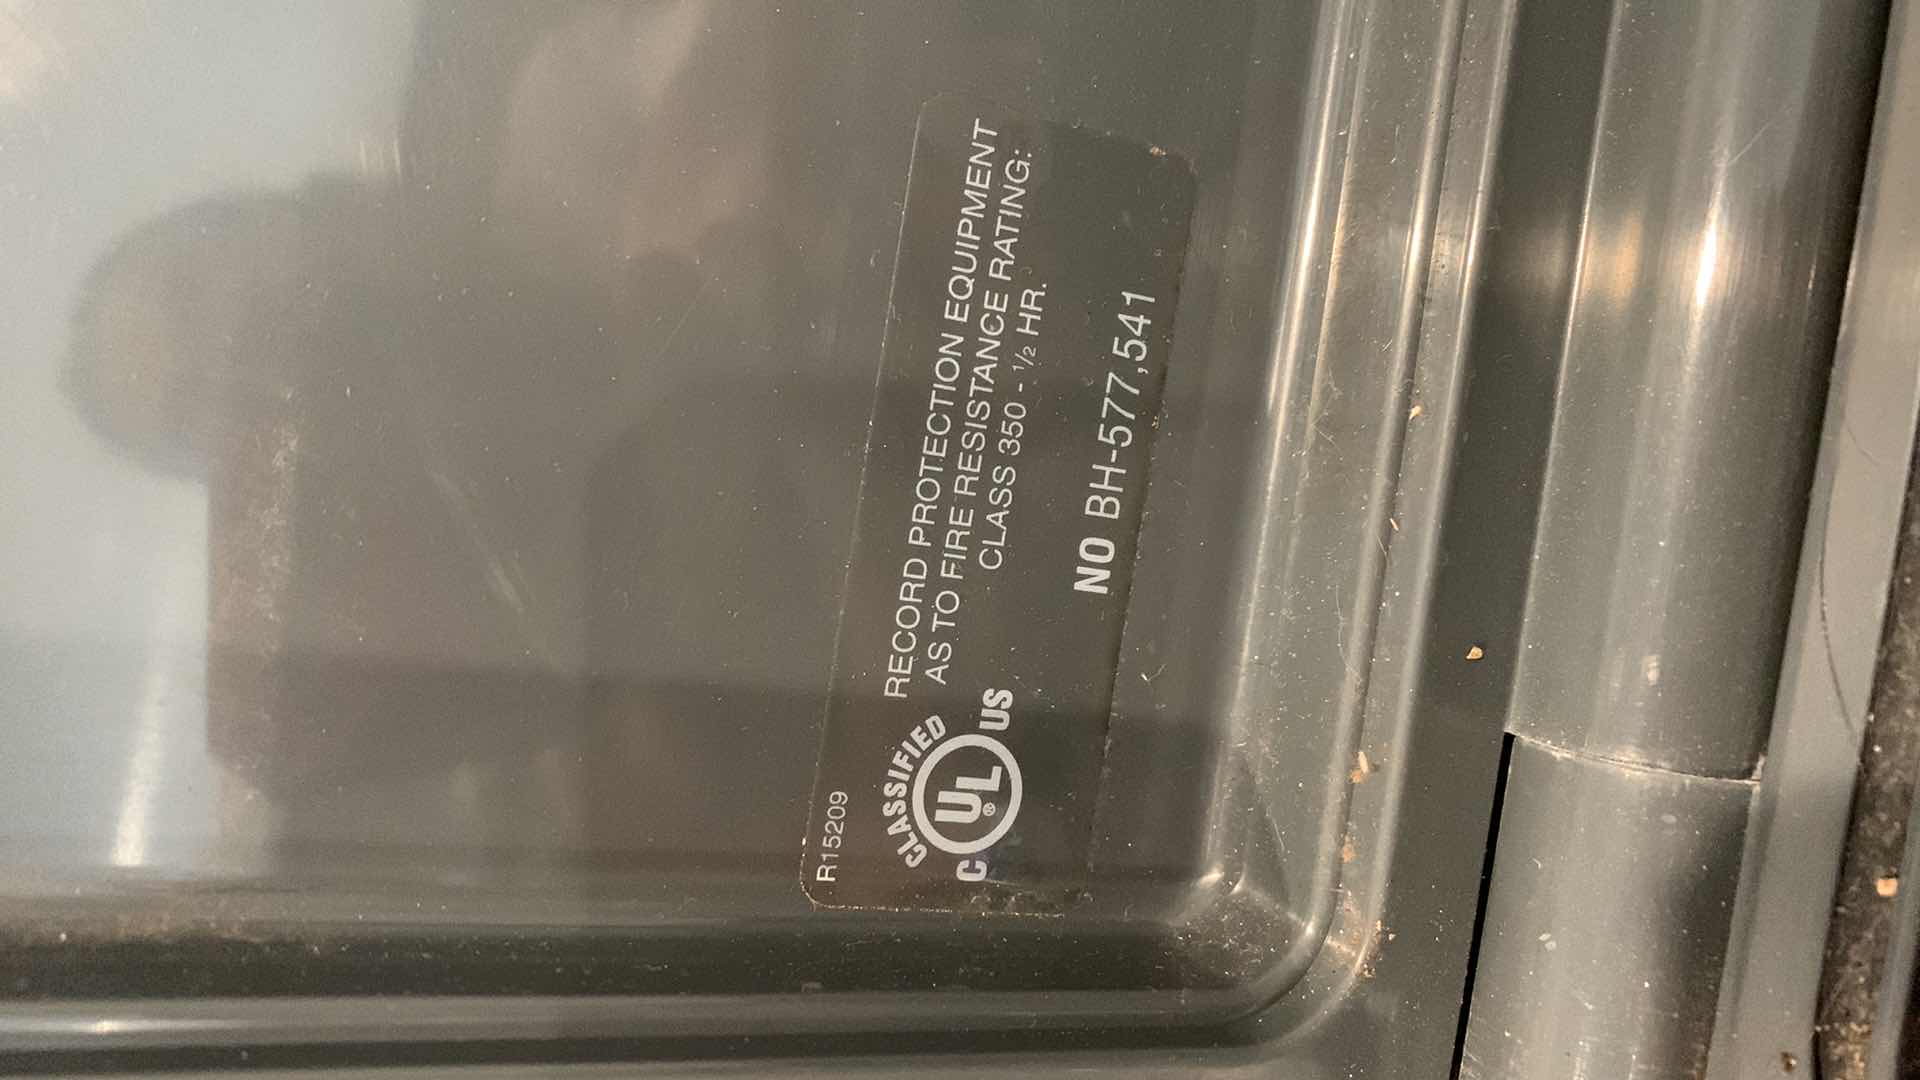 R15209
CLASSIFIED
C UL® US
RECORD PROTECTION EQUIPMENT
AS TO FIRE RESISTANCE RATING:
CLASS 350 - ½ HR.
NO BH-577,541